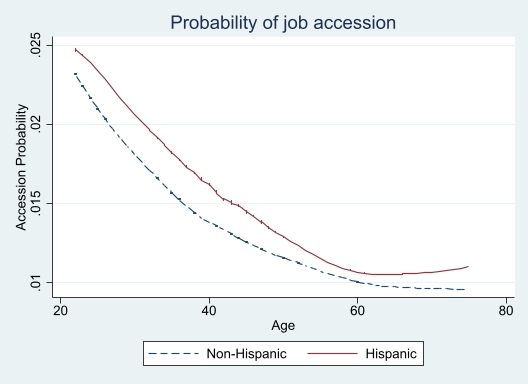 Probability of job accession
Accession Probability
.025
.02
.015
.01
20 40 60 80
Age
Non-Hispanic Hispanic